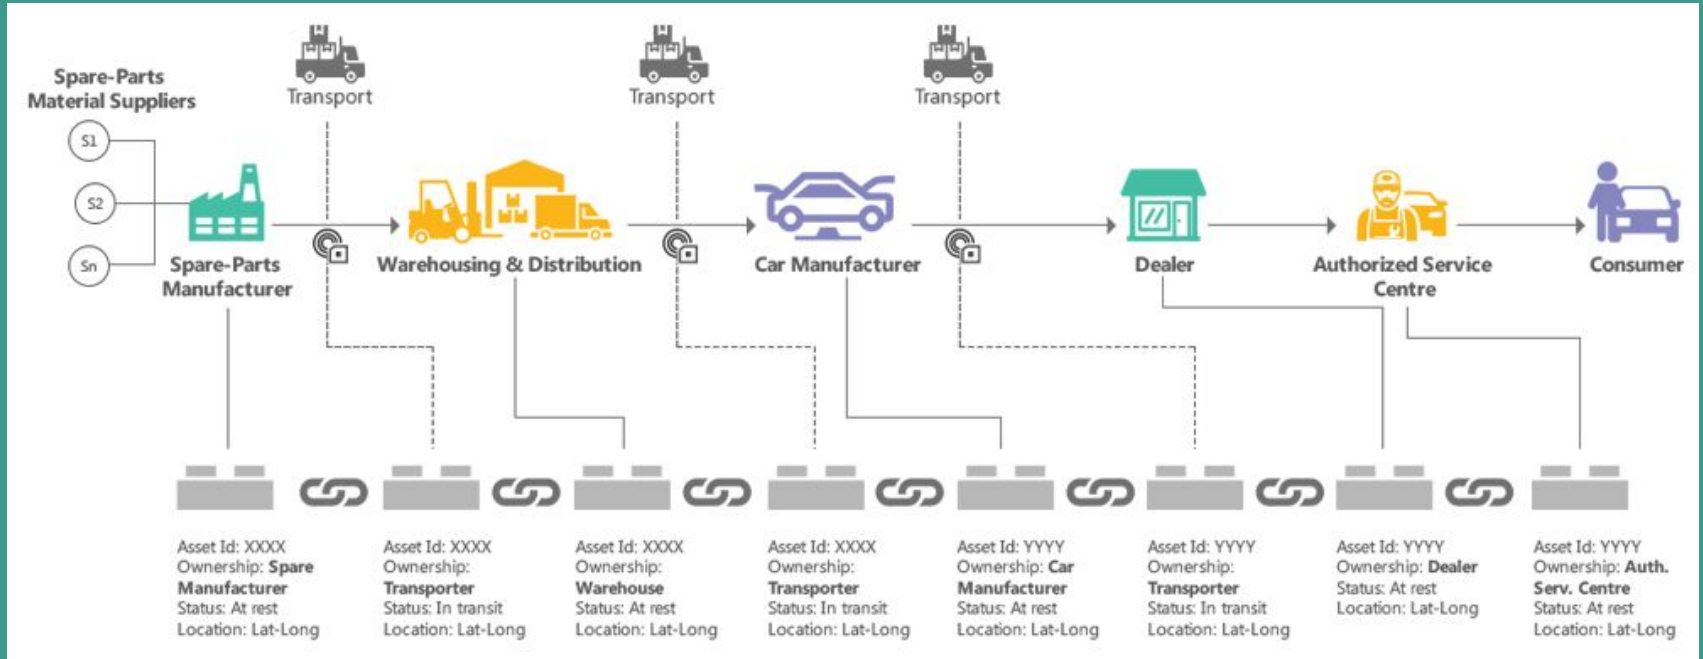 Spare-Parts
Material Suppliers
S1
S2
Sn
Transport
Transport
Transport
Spare-Parts
Manufacturer
Warehousing & Distribution
Car Manufacturer
Dealer
Authorized Service
Centre
Consumer
Asset Id: XXXX
Ownership: Spare
Manufacturer
Status: At rest
Location: Lat-Long
Asset Id: XXXX
Ownership:
Transporter
Status: In transit
Location: Lat-Long
Asset Id: XXXX
Ownership:
Warehouse
Status: At rest
Location: Lat-Long
Asset Id: XXXX
Ownership:
Transporter
Status: In transit
Location: Lat-Long
Asset Id: YYYY
Ownership: Car
Manufacturer
Status: At rest
Location: Lat-Long
Asset Id: YYYY
Ownership:
Transporter
Status: In transit
Location: Lat-Long
Asset Id: YYYY
Ownership: Dealer
Status: At rest
Location: Lat-Long
Asset Id: YYYY
Ownership: Auth.
Serv. Centre
Status: At rest
Location: Lat-Long